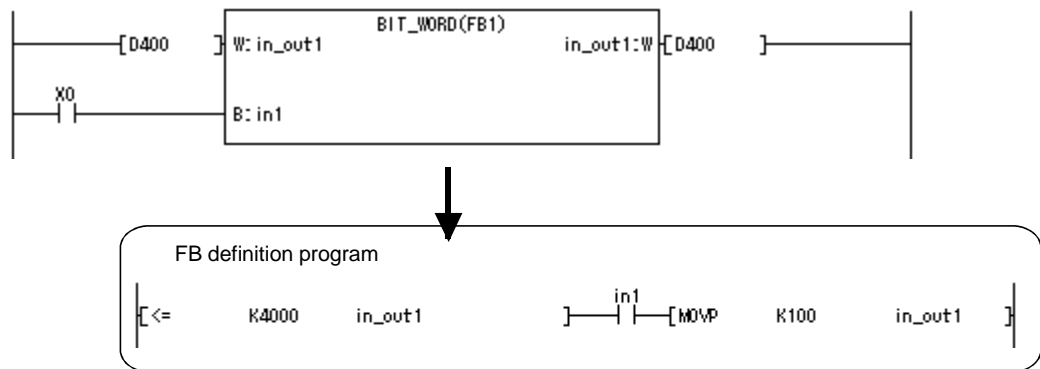 BIT_WORD(FB1)
[D400 ] W:in_out1 in_out1:W [D400 ]
X0
B:in1
FB definition program
in1
[<= K4000 in_out1 ] [MOVP K100 in_out1 ]